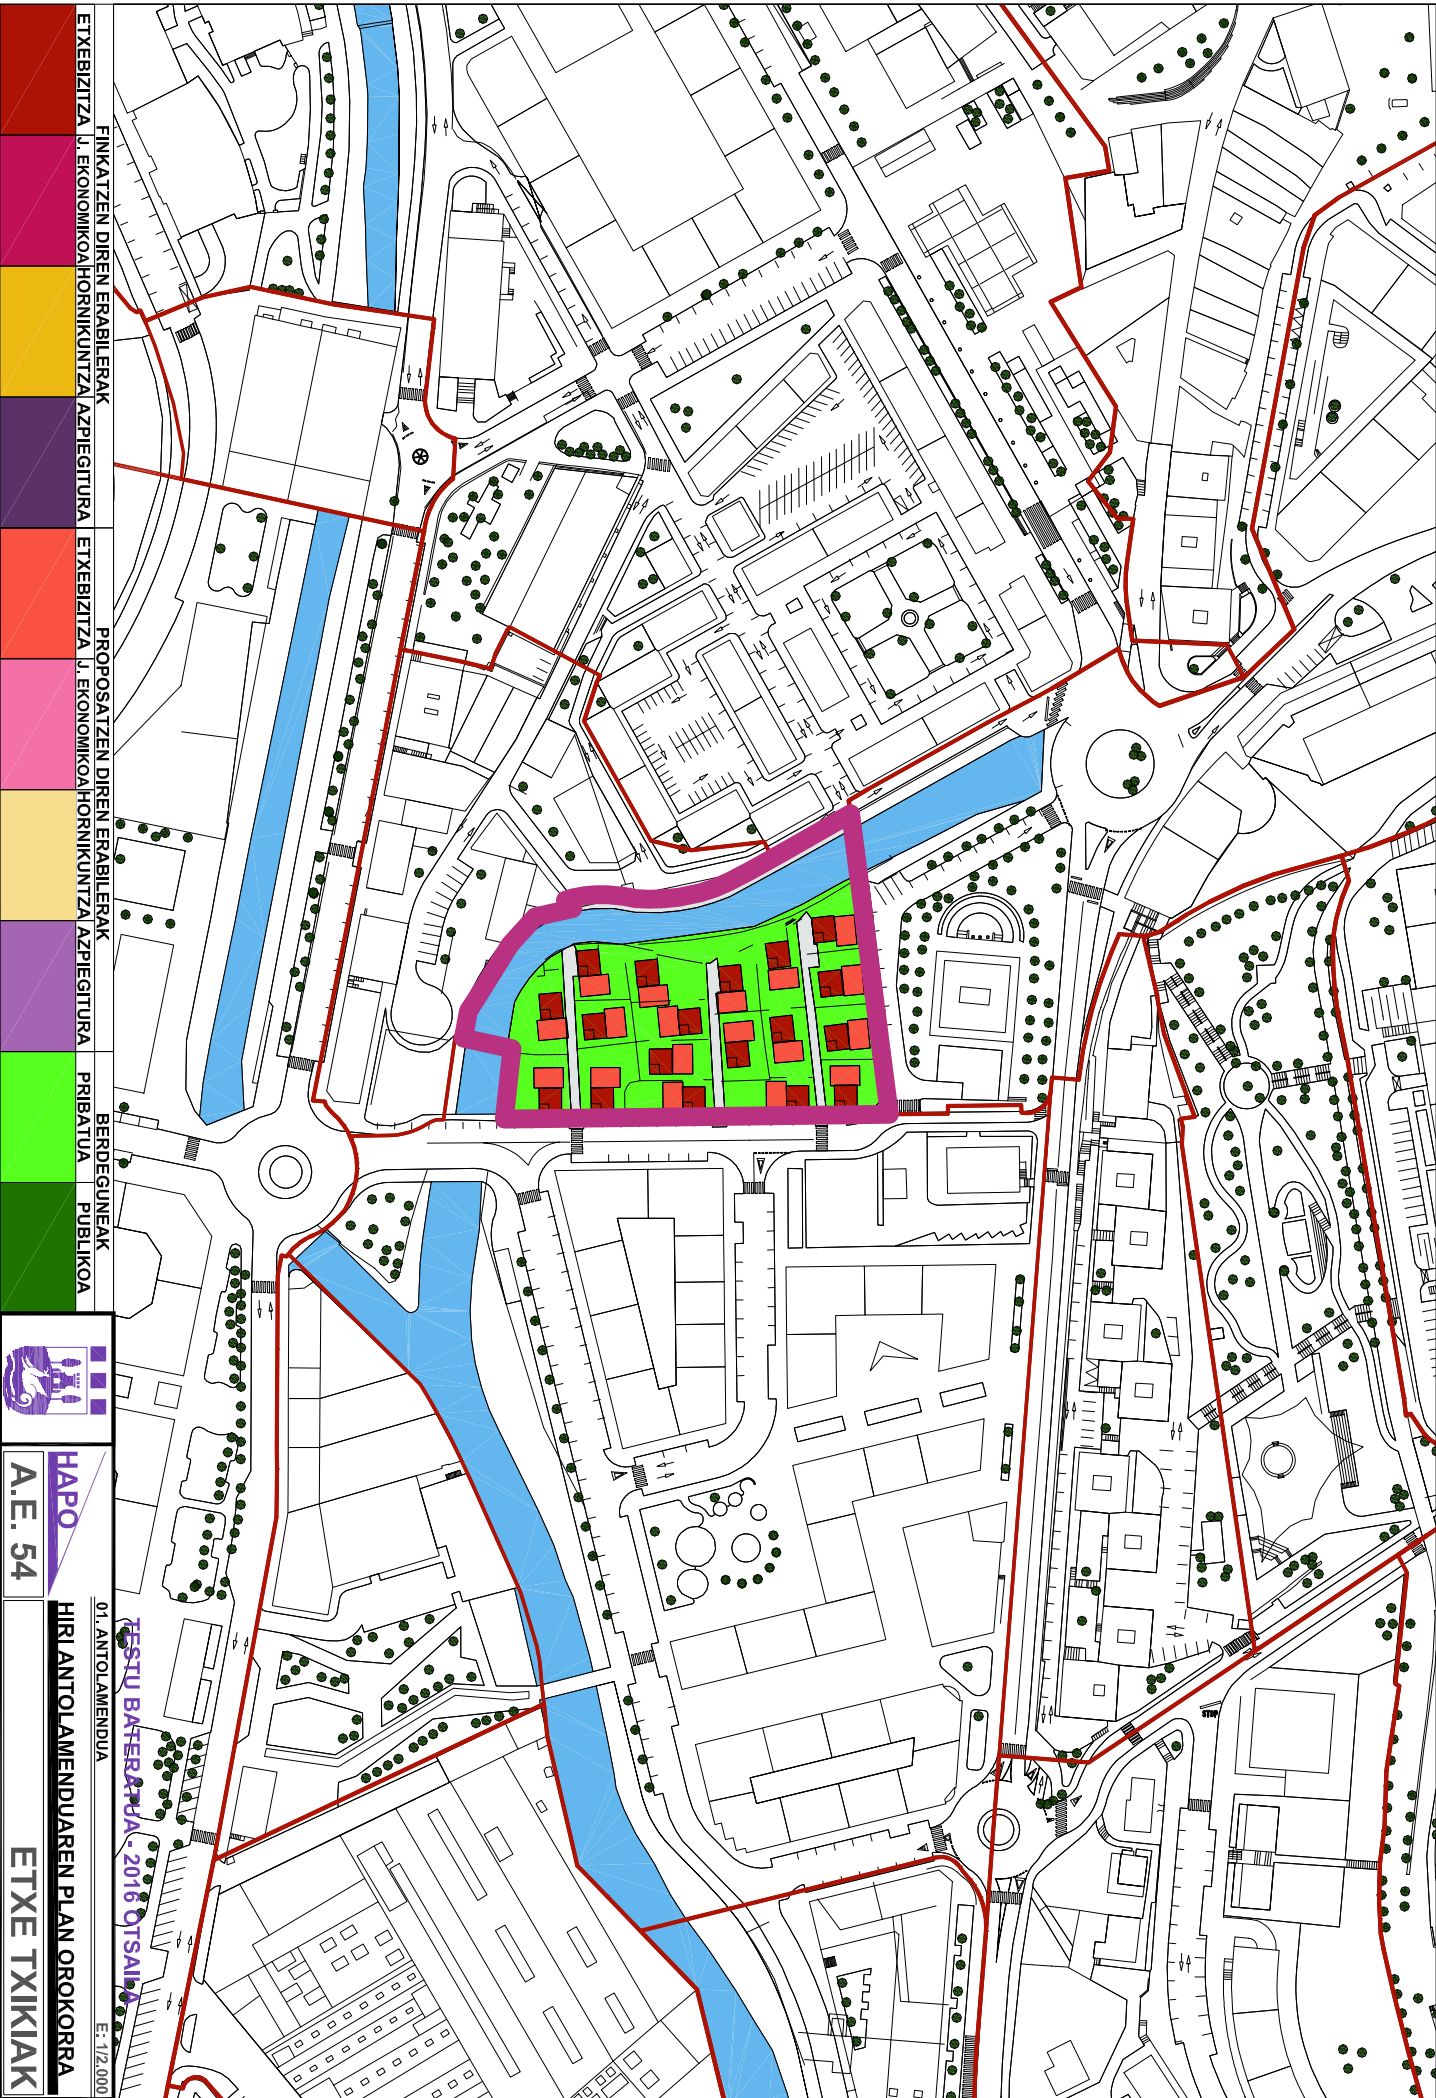 FINKATZEN DIREN ERABILERAK
ETXEBIZITZA
J. EKONOMIKOA
HORNIKUNTZA
AZPIEGITURA
PROPOSATZEN DIREN ERABILERAK
ETXEBIZITZA
J. EKONOMIKOA
HORNIKUNTZA
AZPIEGITURA
BERDEGUNEAK
PRIBATUA
PUBLIKOA
TESTU BATERATUA - 2016 OTSAILA
01. ANTOLAMENDUA
E: 1/2.000
HAPO
HIRI ANTOLAMENDUAREN PLAN OROKORRA
A.E. 54
ETXE TXIKIAK
STOP